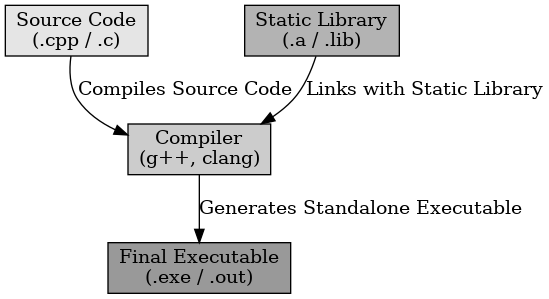 Source Code
(.cpp / .c)
Static Library
(.a / .lib)
Compiles Source Code
Links with Static Library
Compiler
(g++, clang)
Generates Standalone Executable
Final Executable
(.exe / .out)